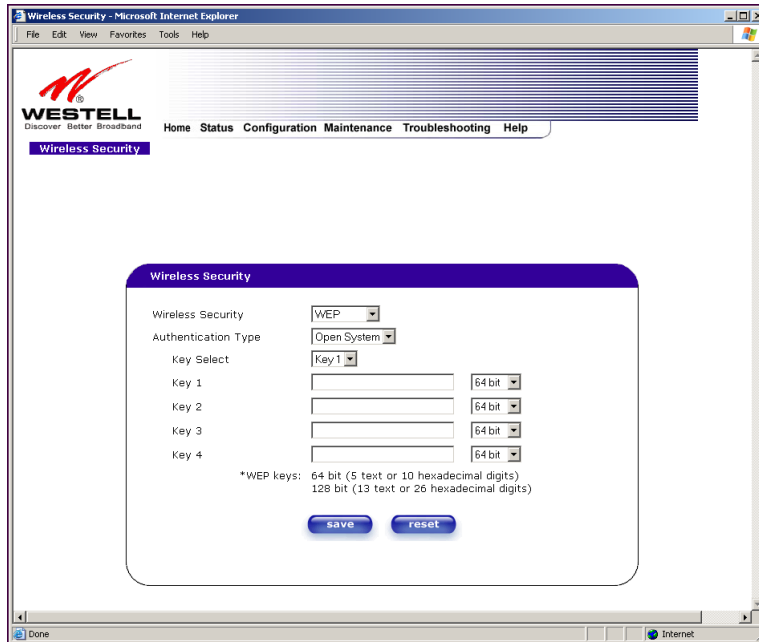 Wireless Security - Microsoft Internet Explorer
File Edit View Favorites Tools Help
WESTELL
®
Discover Better Broadband
Home Status Configuration Maintenance Troubleshooting Help
Wireless Security
Wireless Security
Wireless Security WEP
Authentication Type Open System
Key Select Key 1
Key 1 64 bit
Key 2 64 bit
Key 3 64 bit
Key 4 64 bit
*WEP keys: 64 bit (5 text or 10 hexadecimal digits)
128 bit (13 text or 26 hexadecimal digits)
save reset
Done Internet